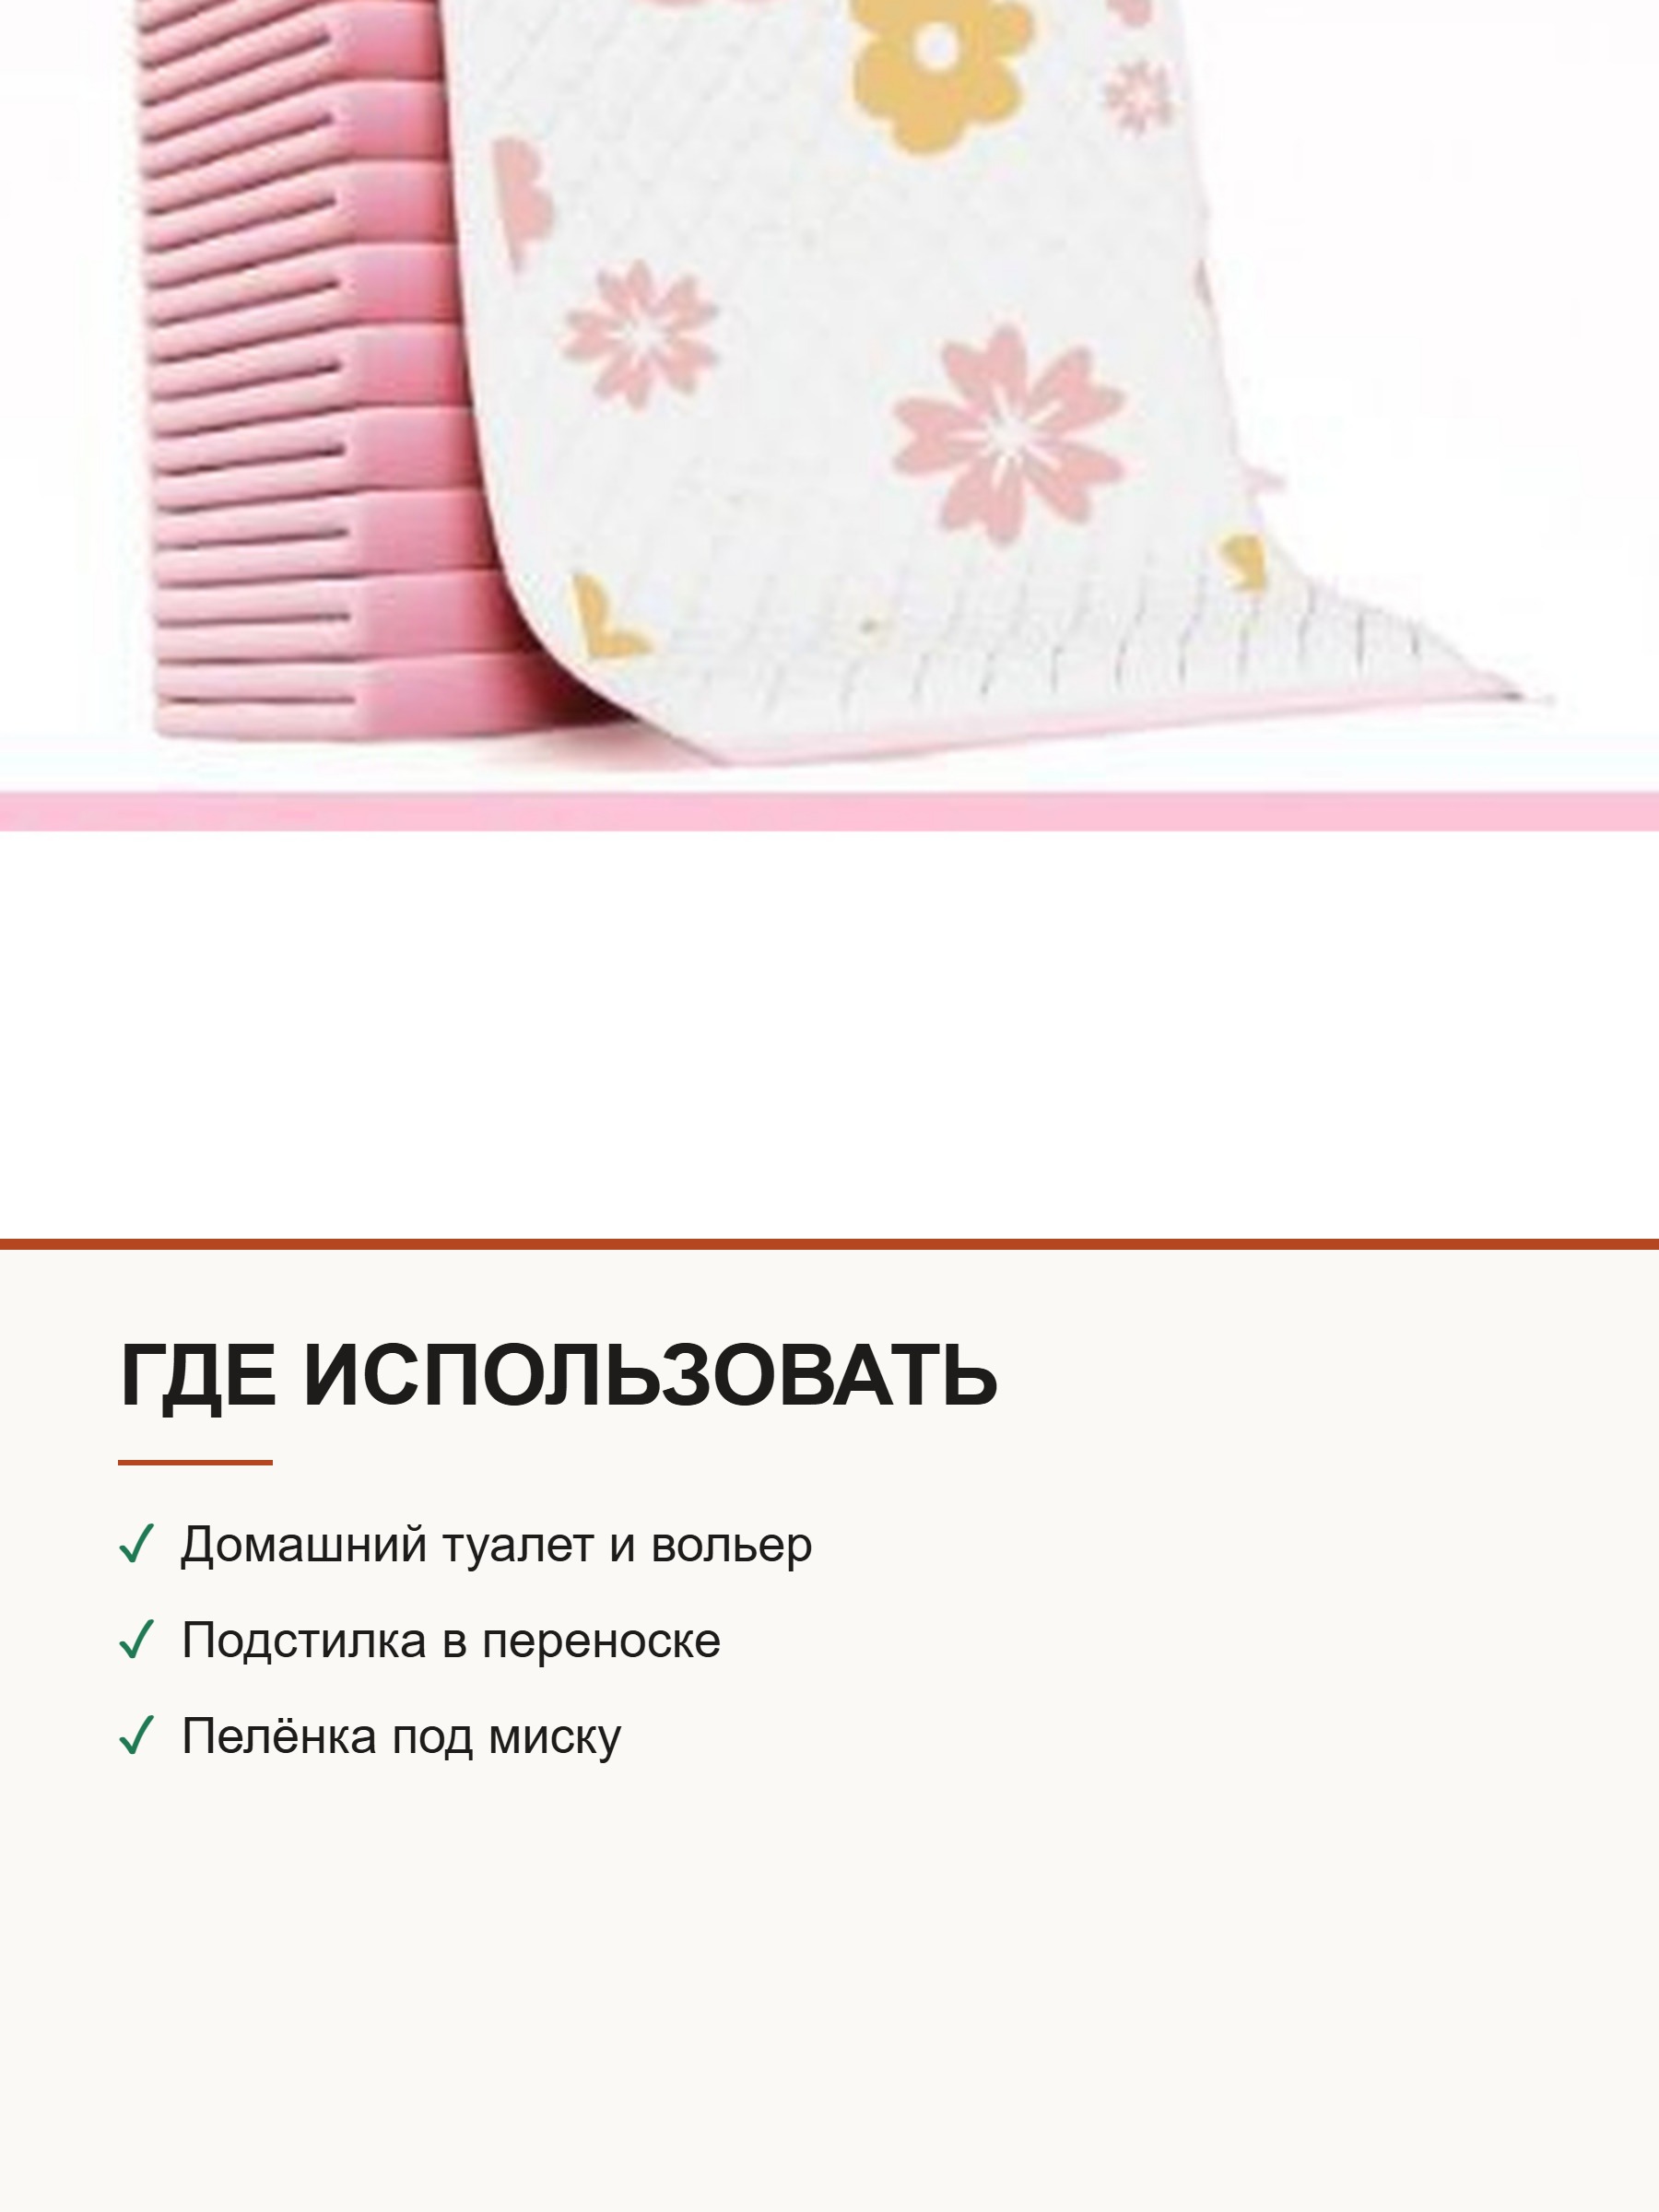 ГДЕ ИСПОЛЬЗОВАТЬ
✓ Домашний туалет и вольер
✓ Подстилка в переноске
✓ Пелёнка под миску